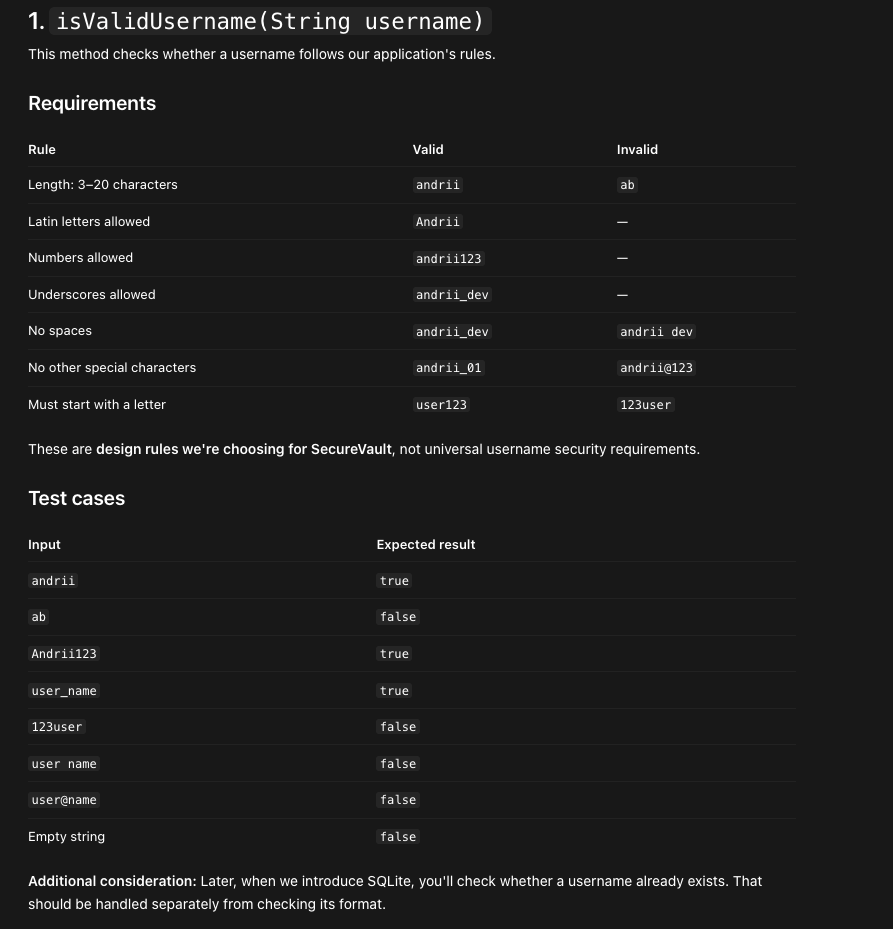 1. isValidUsername(String username)
This method checks whether a username follows our application's rules.
Requirements
Rule Valid Invalid
Length: 3–20 characters andrii ab
Latin letters allowed Andrii —
Numbers allowed andrii123 —
Underscores allowed andrii_dev —
No spaces andrii_dev andrii dev
No other special characters andrii_01 andrii@123
Must start with a letter user123 123user
These are design rules we're choosing for SecureVault, not universal username security requirements.
Test cases
Input Expected result
andrii true
ab false
Andrii123 true
user_name true
123user false
user name false
user@name false
Empty string false
Additional consideration: Later, when we introduce SQLite, you'll check whether a username already exists. That
should be handled separately from checking its format.